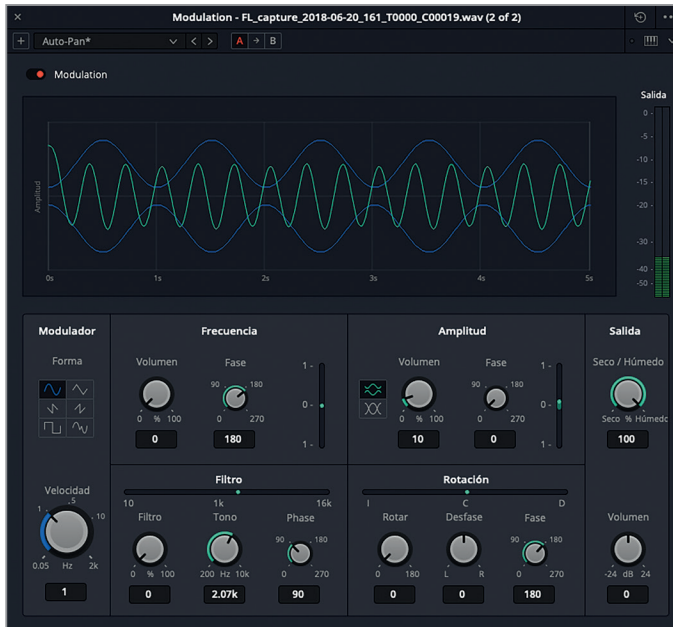 Modulation - FL_capture_2018-06-20_161_T0000_C00019.wav (2 of 2)
Auto-Pan* A B
Modulation
Salida
0
-5
-10
-15
-20
-30
-40
-50
Amplitud
0s 1s 2s 3s 4s 5s
Modulador
Forma
Velocidad
.5
1 10
0.05 Hz 2k
1
Frecuencia
Volumen Fase
90 180
0 % 100 0 270
0 180
1
0
1
Amplitud
Volumen Fase
90 180
0 % 100 0 270
10 0
1
0
1
Salida
Seco / Húmedo
Seco % Húmedo
100
Filtro
10 1k 16k
Filtro Tono Phase
90 180
0 % 100 200 Hz 10k 0 270
0 2.07k 90
Rotación
I C D
Rotar Desfase Fase
90 180
0 180 L R 0 270
0 0 180
Volumen
-24 dB 24
0